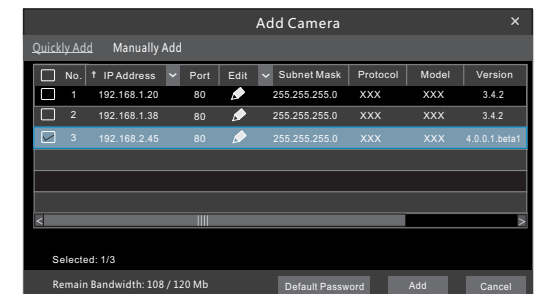 Add Camera ×
Quickly Add Manually Add
No. ↑ IP Address Port Edit Subnet Mask Protocol Model Version
1 192.168.1.20 80 255.255.255.0 XXX XXX 3.4.2
2 192.168.1.38 80 255.255.255.0 XXX XXX 3.4.2
3 192.168.2.45 80 255.255.255.0 XXX XXX 4.0.0.1.beta1
Selected: 1/3
Remain Bandwidth: 108 / 120 Mb Default Password Add Cancel